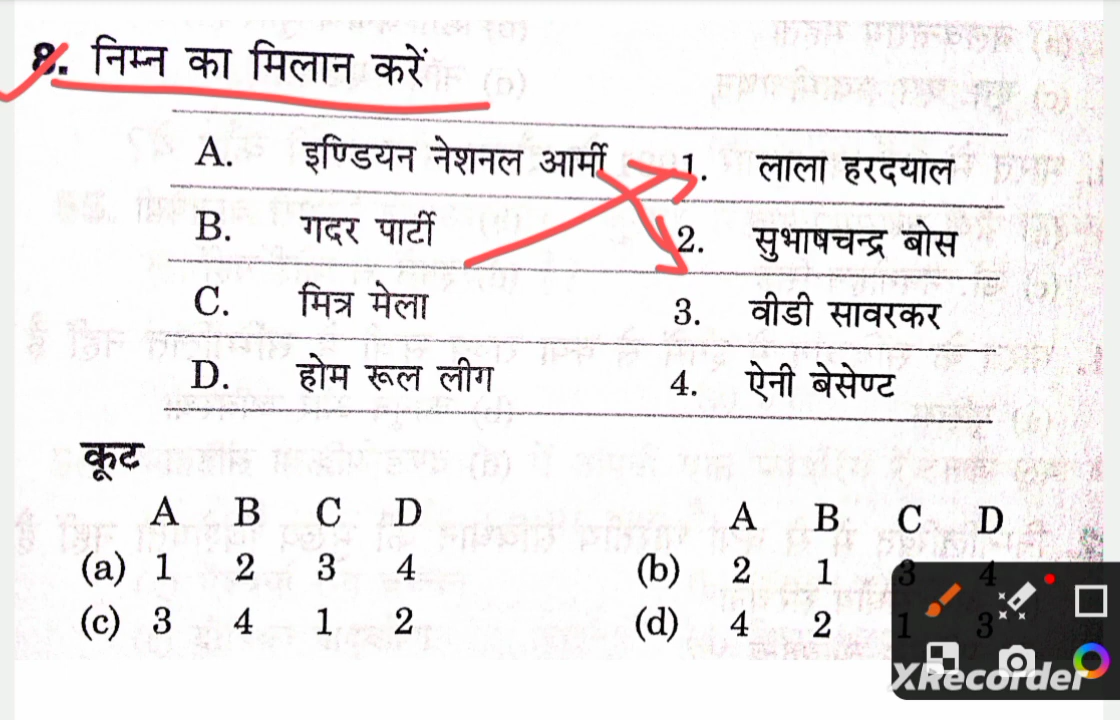 8. निम्न का मिलान करें
A. इण्डियन नेशनल आर्मी 1. लाला हरदयाल
B. गदर पार्टी 2. सुभाषचन्द्र बोस
C. मित्र मेला 3. वीडी सावरकर
D. होम रूल लीग 4. ऐनी बेसेण्ट
कूट
A B C D A B C D
(a) 1 2 3 4 (b) 2 1 3 4
(c) 3 4 1 2 (d) 4 2 1 3
XRecorder